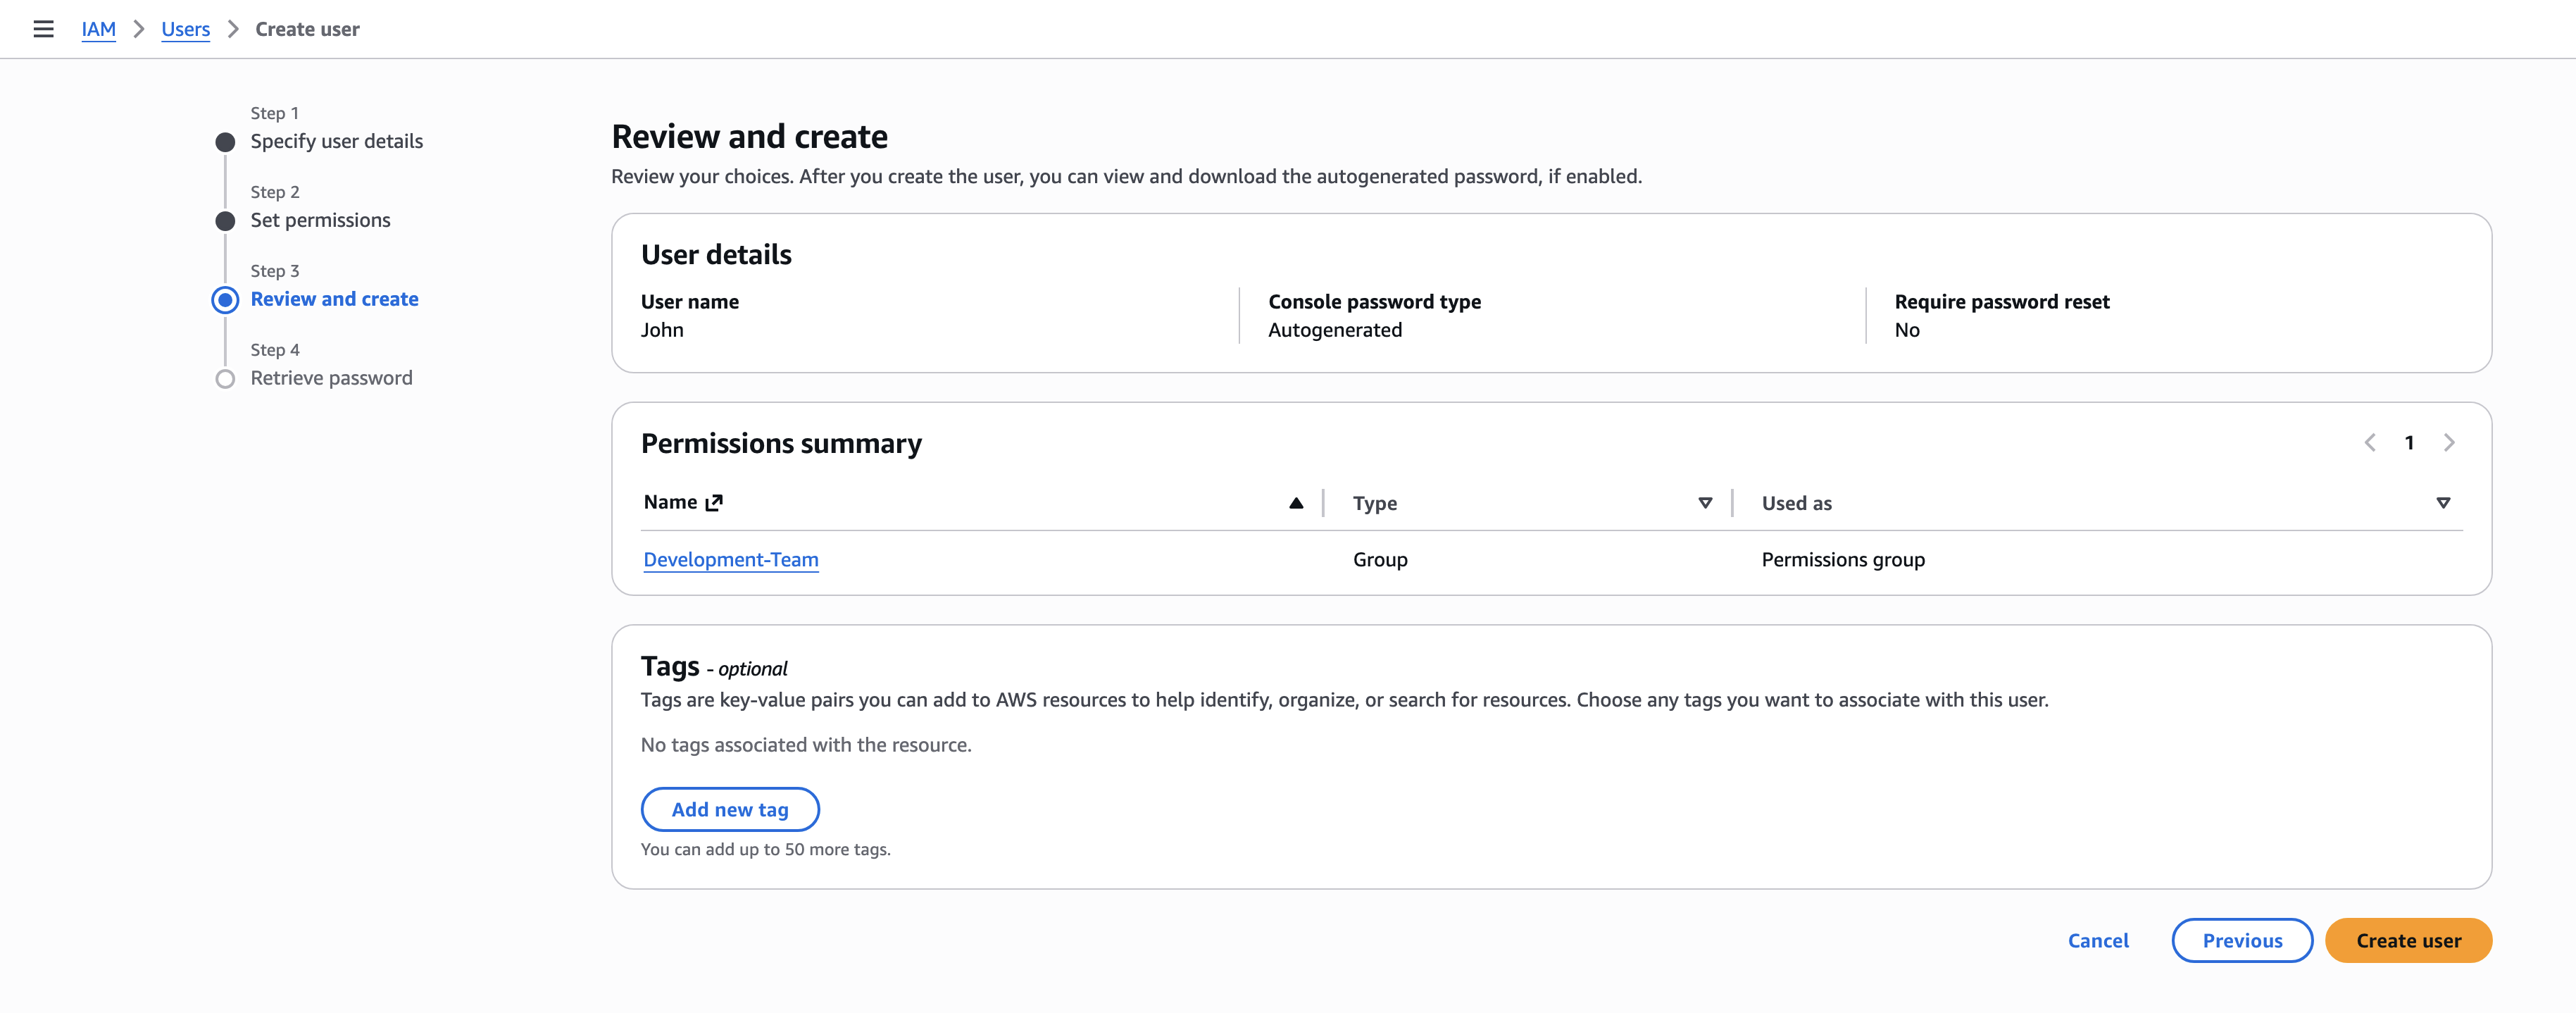 IAM > Users > Create user
Step 1
Specify user details
Step 2
Set permissions
Step 3
Review and create
Step 4
Retrieve password
Review and create
Review your choices. After you create the user, you can view and download the autogenerated password, if enabled.
User details
User name
John
Console password type
Autogenerated
Require password reset
No
Permissions summary
1
Name Type Used as
Development-Team Group Permissions group
Tags - optional
Tags are key-value pairs you can add to AWS resources to help identify, organize, or search for resources. Choose any tags you want to associate with this user.
No tags associated with the resource.
Add new tag
You can add up to 50 more tags.
Cancel Previous Create user